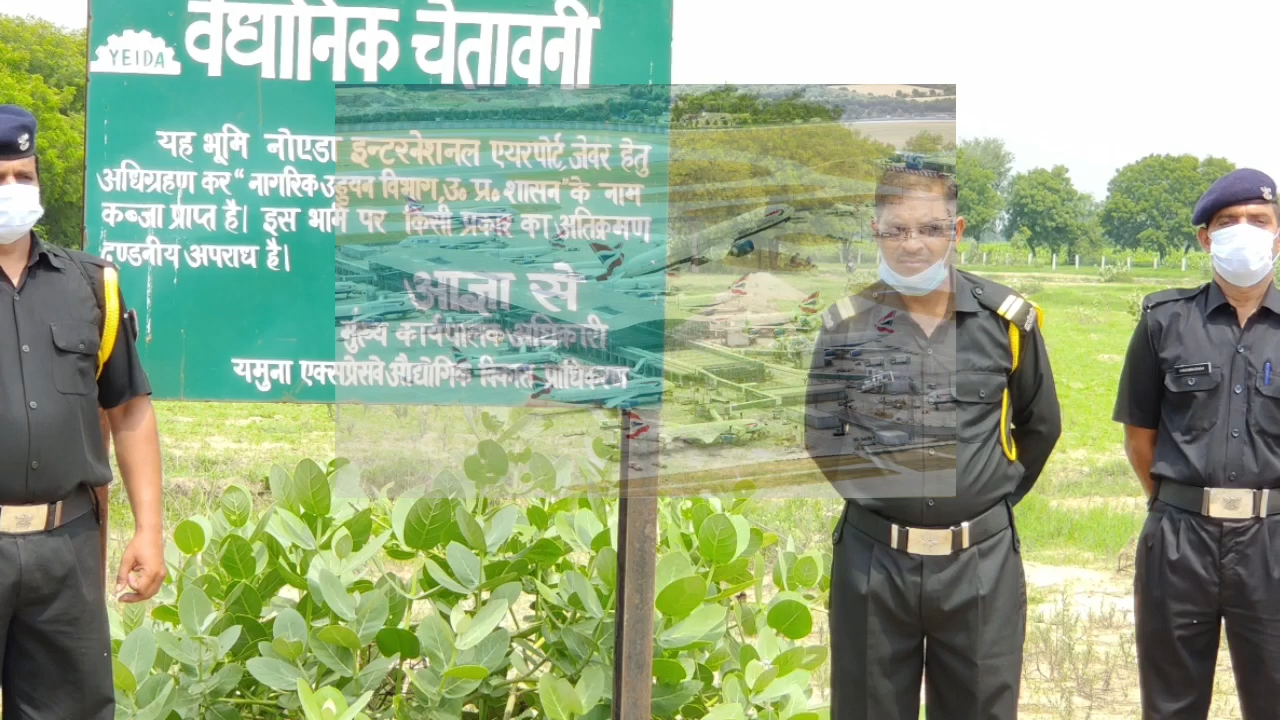 YEIDA
वैधानिक चेतावनी
यह भूमि नोएडा इन्टरनेशनल एयरपोर्ट जेवर हेतु
अधिग्रहण कर “ नागरिक उड्डयन विभाग उ० प्र० शासन” के नाम
कब्जा प्राप्त है। इस भूमि पर किसी प्रकार का अतिक्रमण
दण्डनीय अपराध है।
आज्ञा से
मुख्य कार्यपालक अधिकारी
यमुना एक्सप्रेसवे औद्योगिक विकास प्राधिकरण